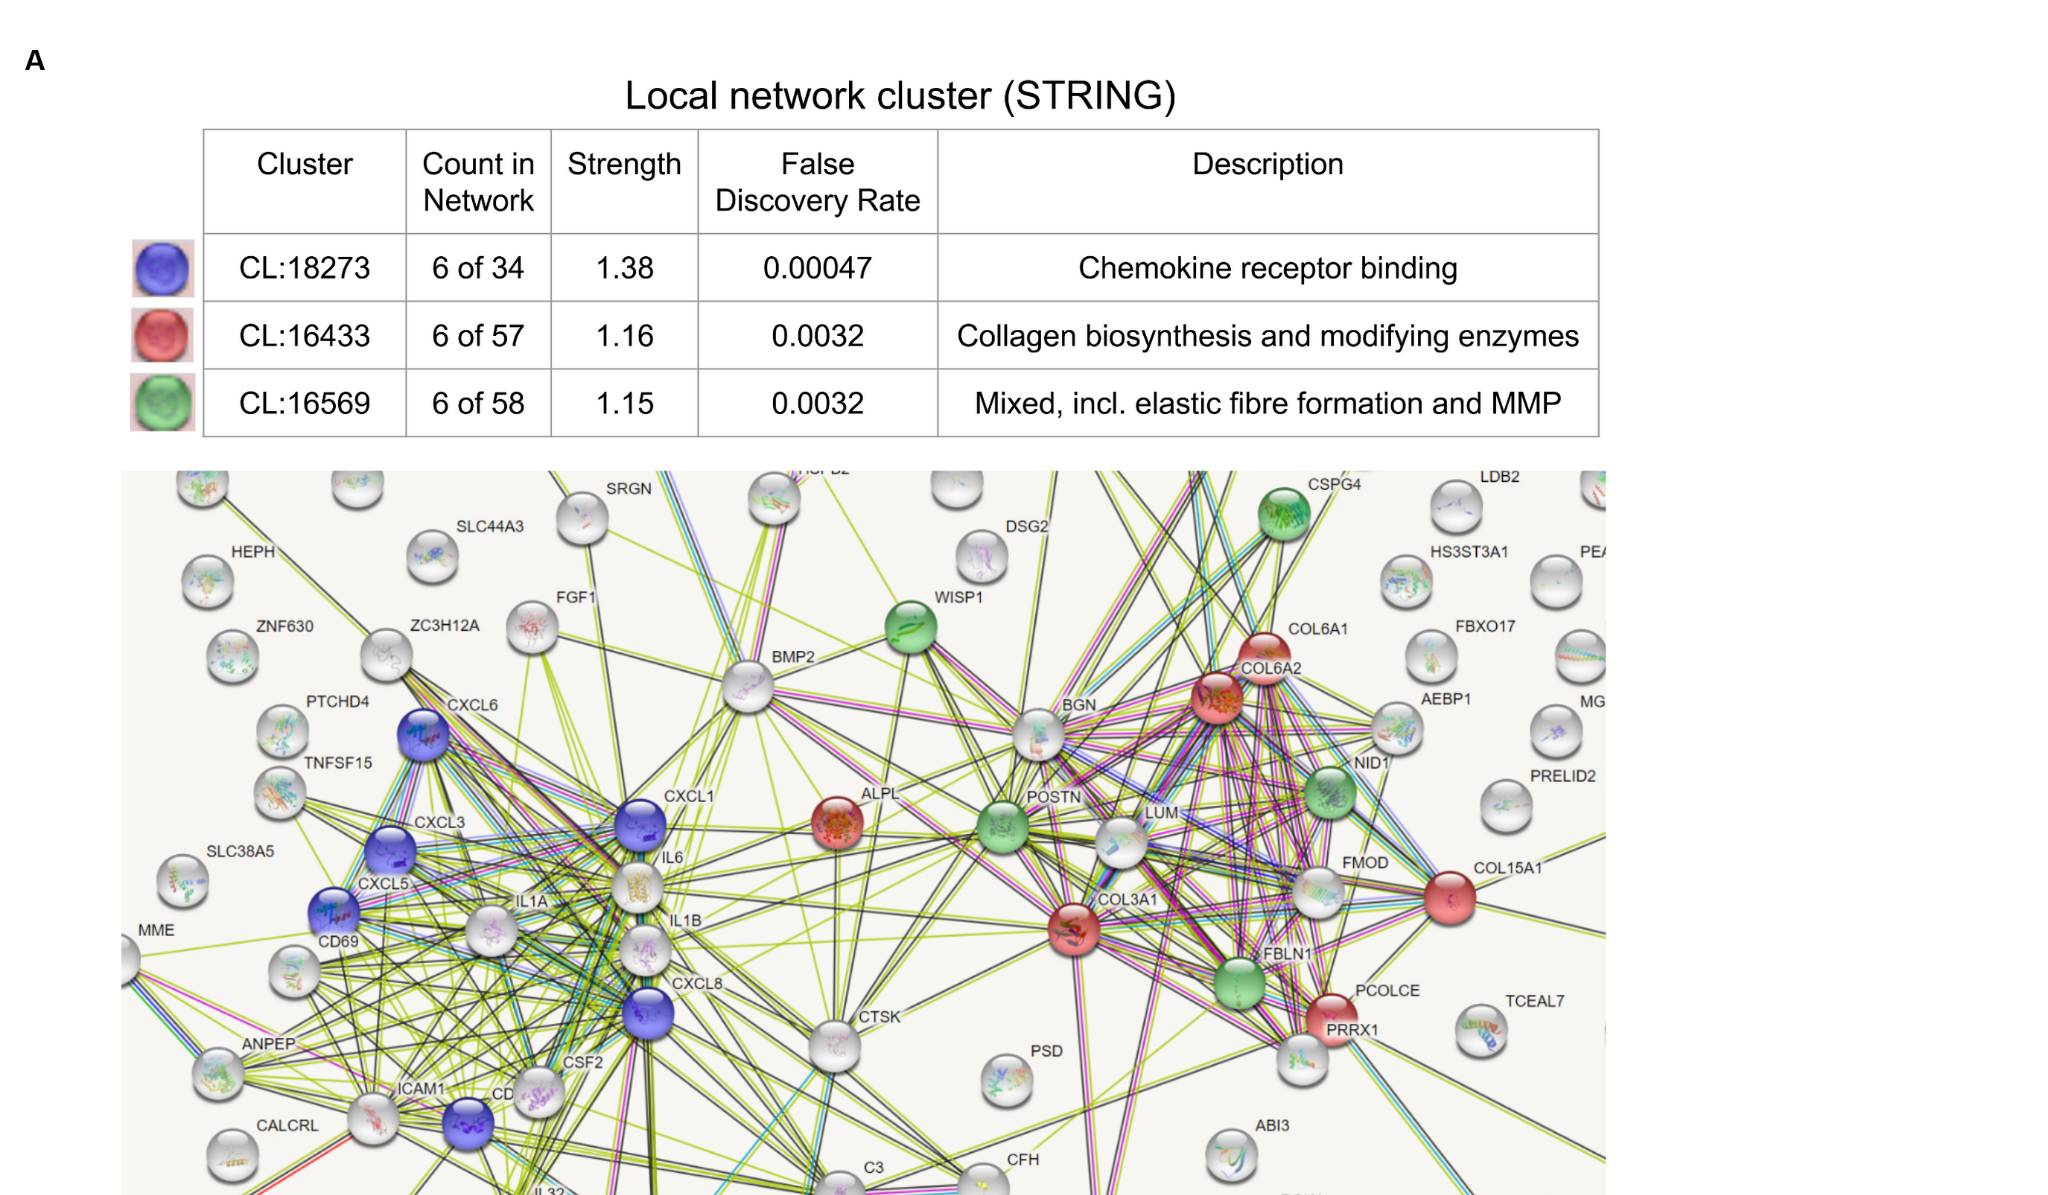 A
Local network cluster (STRING)
Cluster
Count in
Network
Strength
False
Discovery Rate
Description
CL:18273 6 of 34 1.38 0.00047 Chemokine receptor binding
CL:16433 6 of 57 1.16 0.0032 Collagen biosynthesis and modifying enzymes
CL:16569 6 of 58 1.15 0.0032 Mixed, incl. elastic fibre formation and MMP
SRGN
CSPG4
LDB2
SLC44A3
DSG2
HEPH
HS3ST3A1
PEA
FGF1
WISP1
ZNF630
ZC3H12A
COL6A1
FBXO17
BMP2
COL6A2
PTCHD4
CXCL6
BGN
AEBP1
MG
TNFSF15
NID1
PRELID2
CXCL1
ALPL
POSTN
LUM
CXCL3
SLC38A5
IL6
FMOD
COL15A1
CXCL5
IL1A
COL3A1
IL1B
MME
CD69
FBLN1
CXCL8
PCOLCE
TCEAL7
CTSK
PRRX1
ANPEP
PSD
CSF2
ICAM1
CD
CALCRL
ABI3
C3
CFH
IL32